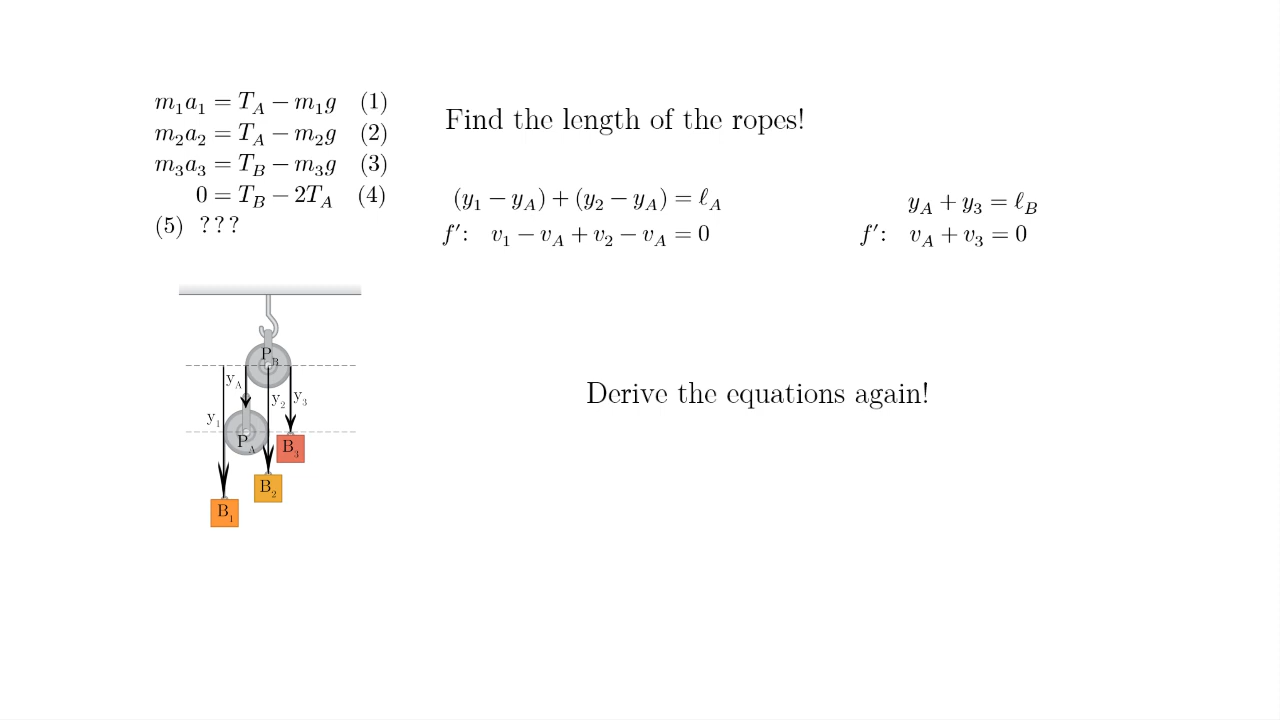 m₁a₁ = T_A − m₁g (1)
m₂a₂ = T_A − m₂g (2)
m₃a₃ = T_B − m₃g (3)
0 = T_B − 2T_A (4)
(5) ???
Find the length of the ropes!
(y₁ − y_A) + (y₂ − y_A) = ℓ_A
f′: v₁ − v_A + v₂ − v_A = 0
y_A + y₃ = ℓ_B
f′: v_A + v₃ = 0
P_B
y_A
y₂
y₃
y₁
P_A
B₃
B₂
B₁
Derive the equations again!